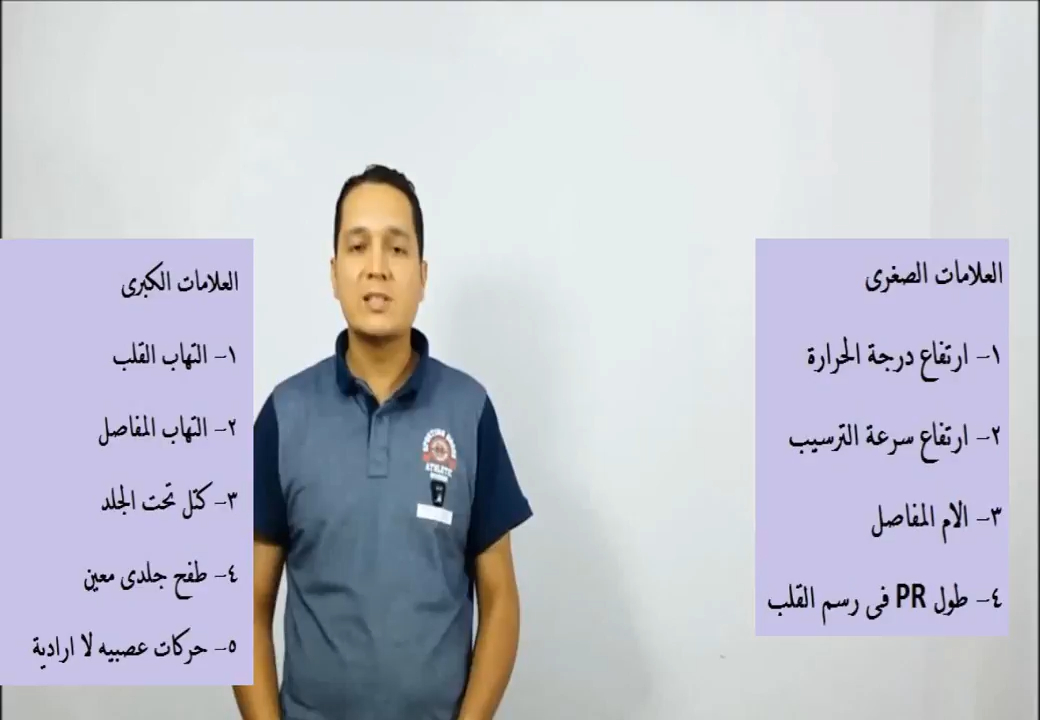 العلامات الصغرى
١- ارتفاع درجة الحرارة
٢- ارتفاع سرعة الترسيب
٣- الام المفاصل
٤- طول PR فى رسم القلب
العلامات الكبرى
١- التهاب القلب
٢- التهاب المفاصل
٣- كتل تحت الجلد
٤- طفح جلدى معين
٥- حركات عصبيه لا ارادية
ATHLETIC